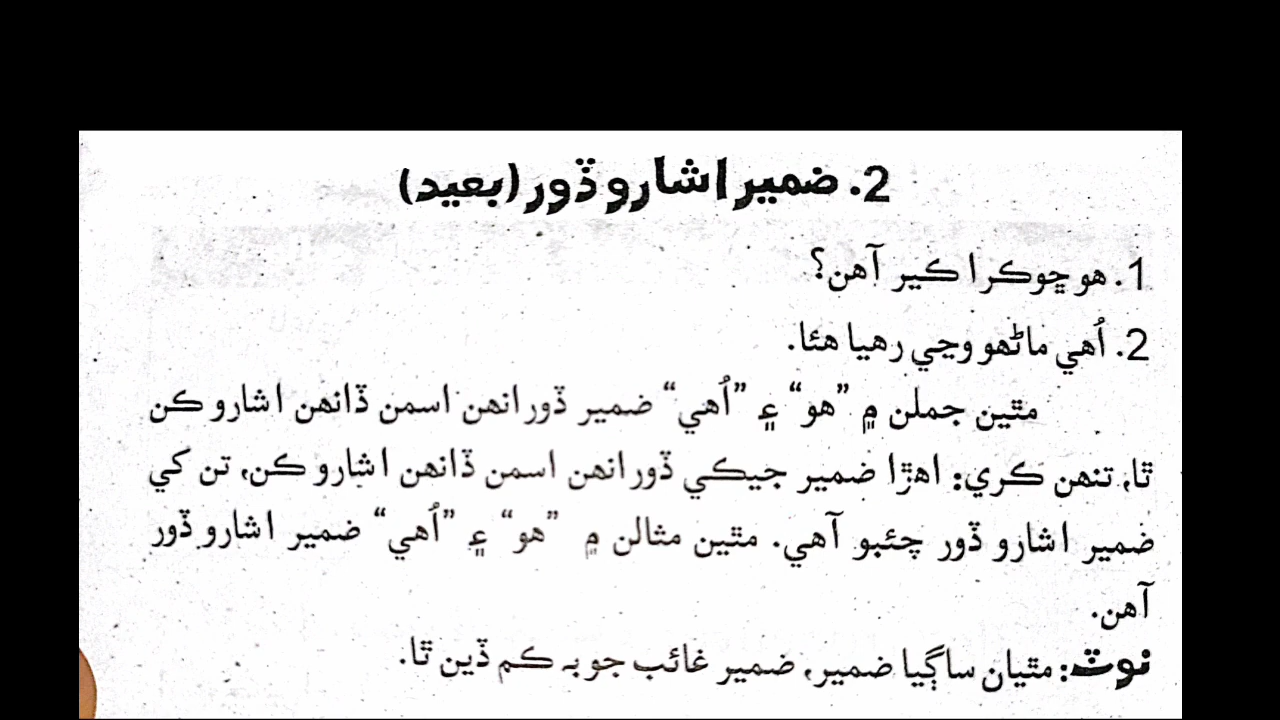 2. ضمير اشارو ڏور (بعيد)
1. هو ڇوڪرا ڪير آهن؟
2. اُهي ماڻهو وڃي رهيا هئا.
مٿين جملن ۾ ”هو“ ۽ ”اُهي“ ضمير ڏورانهن اسمن ڏانهن اشارو ڪن
ٿا، تنهن ڪري: اهڙا ضمير جيڪي ڏورانهن اسمن ڏانهن اشارو ڪن، تن کي
ضمير اشارو ڏور چئبو آهي. مٿين مثالن ۾ ”هو“ ۽ ”اُهي“ ضمير اشارو ڏور
آهن.
نوٽ: مٿيان ساڳيا ضمير، ضمير غائب جو به ڪم ڏين ٿا.